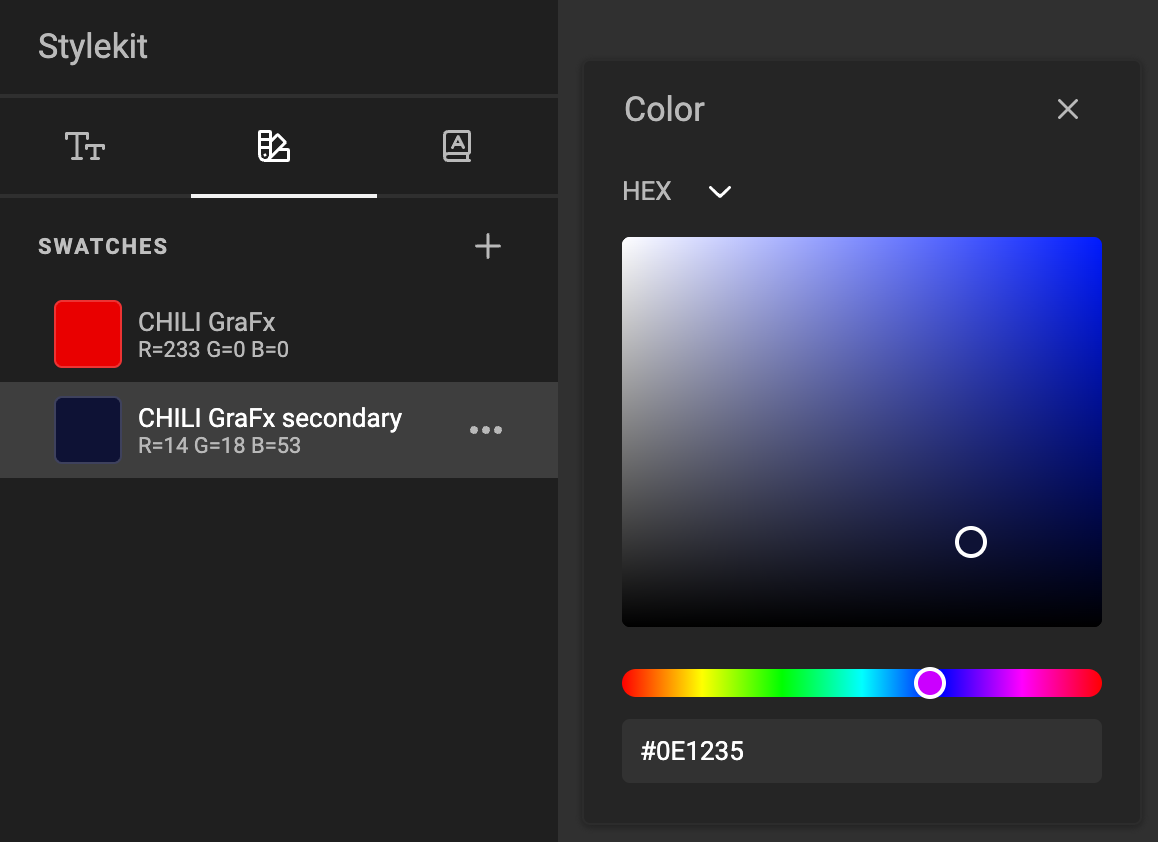 Stylekit
SWATCHES
CHILI GraFx
R=233 G=0 B=0
CHILI GraFx secondary
R=14 G=18 B=53
Color
HEX
#0E1235